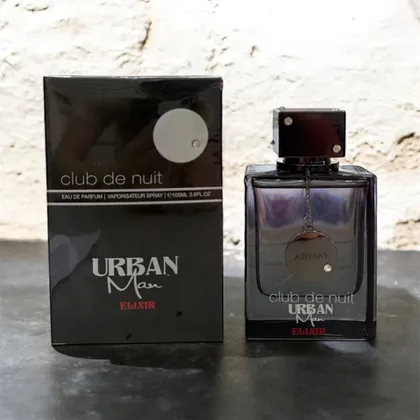 club de nuit
EAU DE PARFUM | VAPORISATEUR SPRAY | ℮105ML 3.6FL.OZ
URBAN
Man
ELIXIR
ARMAF
club de nuit
URBAN
Man
ELIXIR